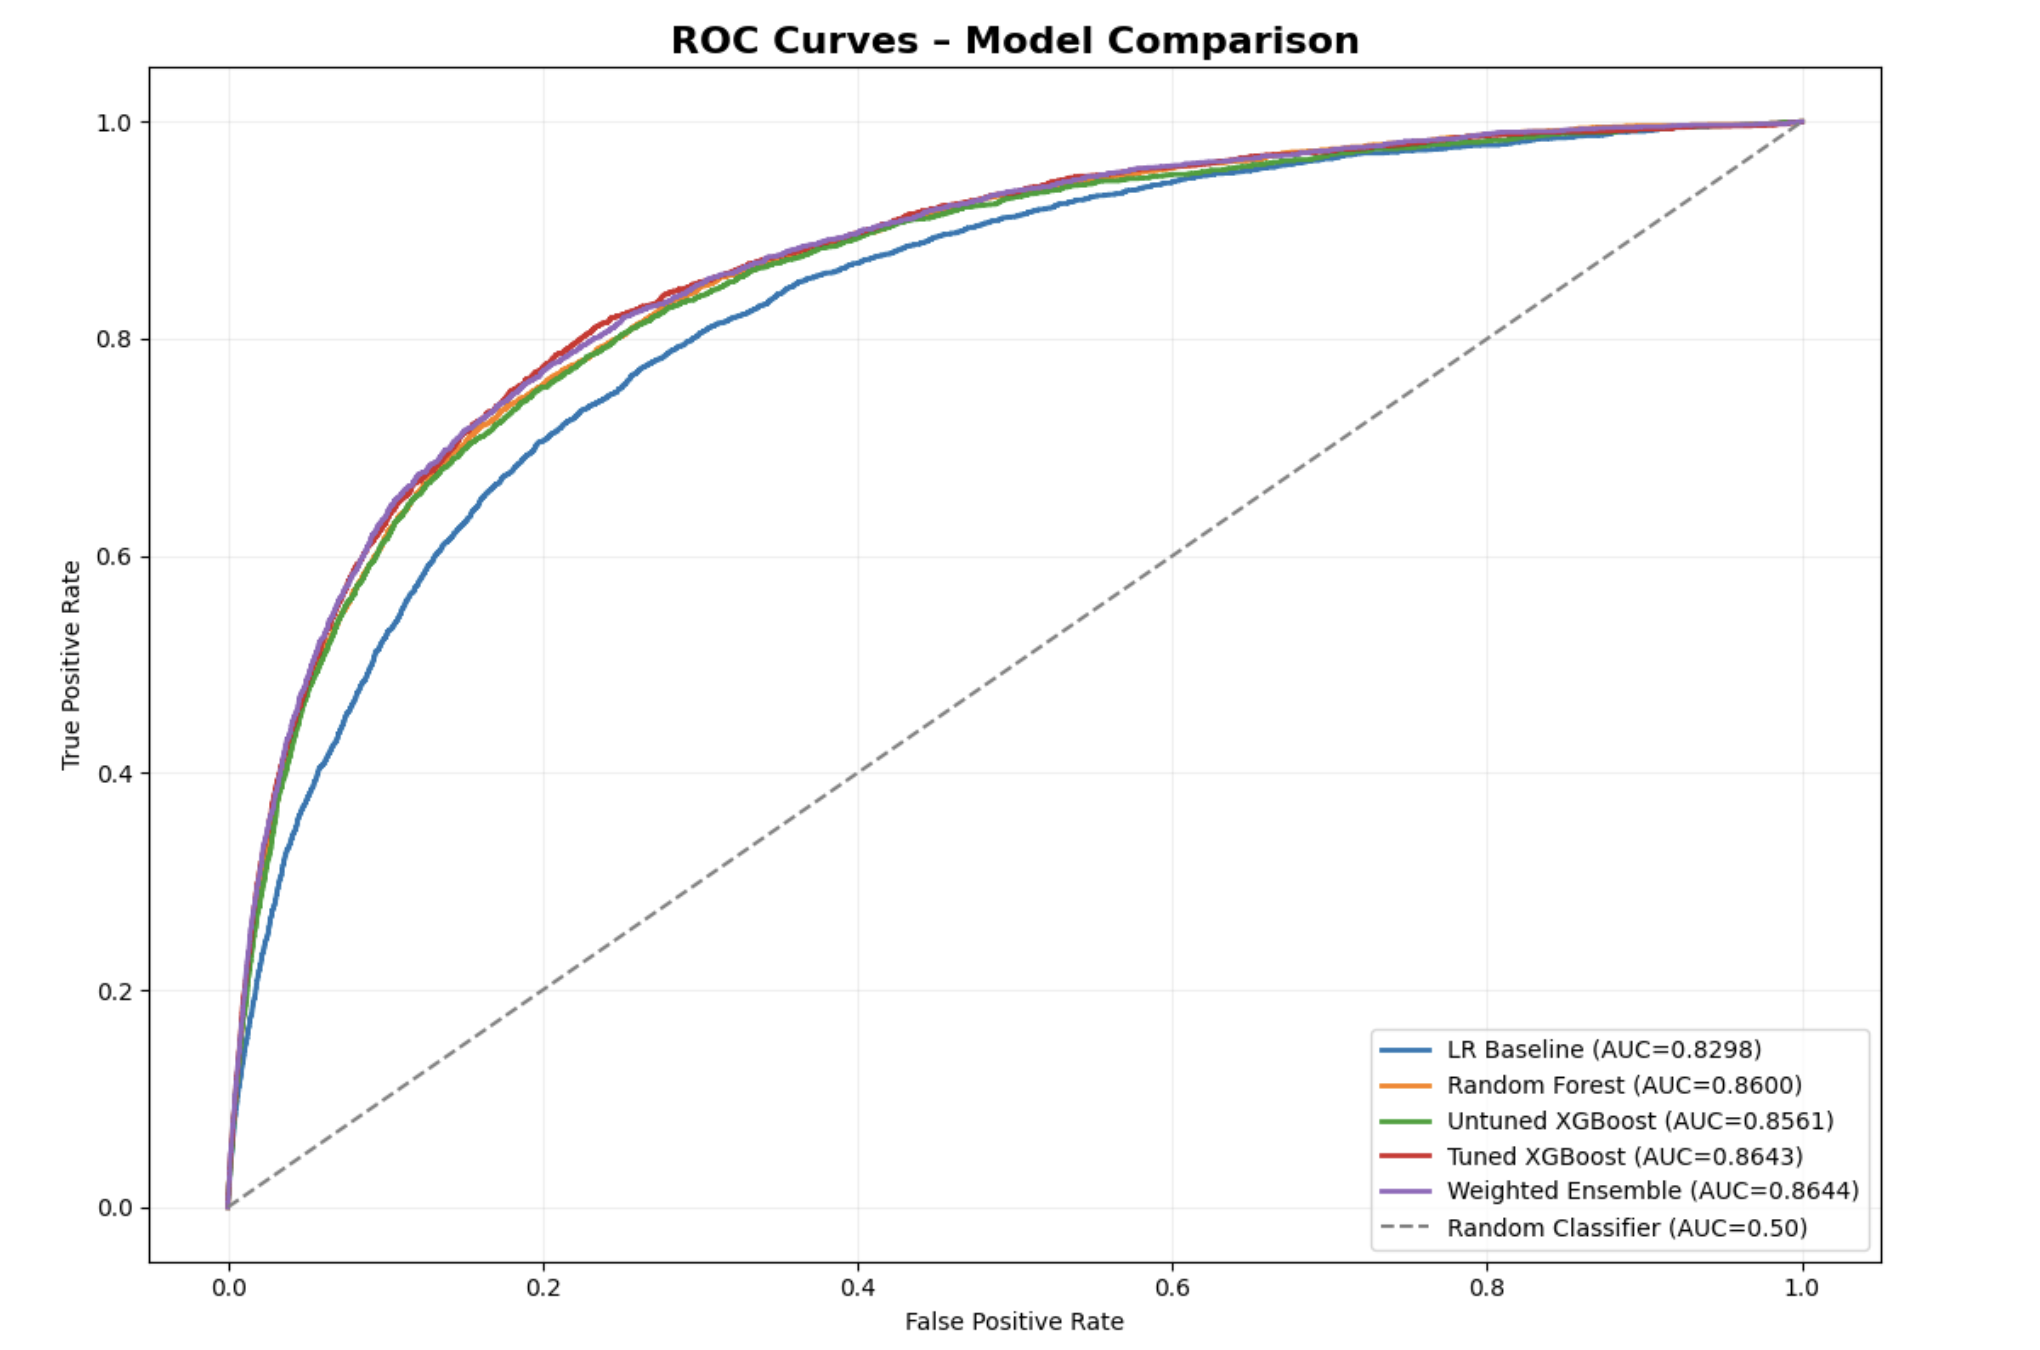 ROC Curves – Model Comparison
True Positive Rate
1.0
0.8
0.6
0.4
0.2
0.0
0.0 0.2 0.4 0.6 0.8 1.0
False Positive Rate
LR Baseline (AUC=0.8298)
Random Forest (AUC=0.8600)
Untuned XGBoost (AUC=0.8561)
Tuned XGBoost (AUC=0.8643)
Weighted Ensemble (AUC=0.8644)
Random Classifier (AUC=0.50)